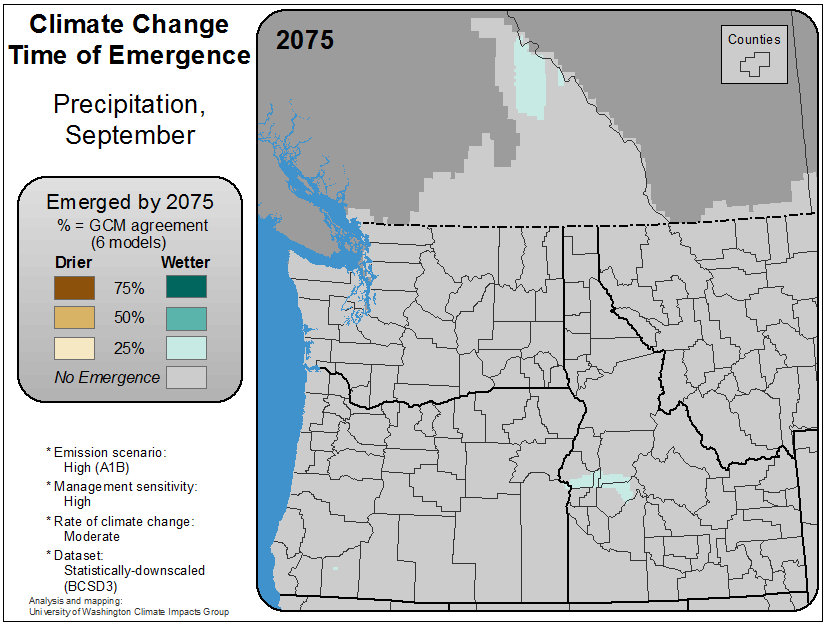 Climate Change
Time of Emergence
Precipitation,
September
Emerged by 2075
% = GCM agreement
(6 models)
Drier Wetter
75%
50%
25%
No Emergence
* Emission scenario:
High (A1B)
* Management sensitivity:
High
* Rate of climate change:
Moderate
* Dataset:
Statistically-downscaled
(BCSD3)
Analysis and mapping:
University of Washington Climate Impacts Group
2075
Counties